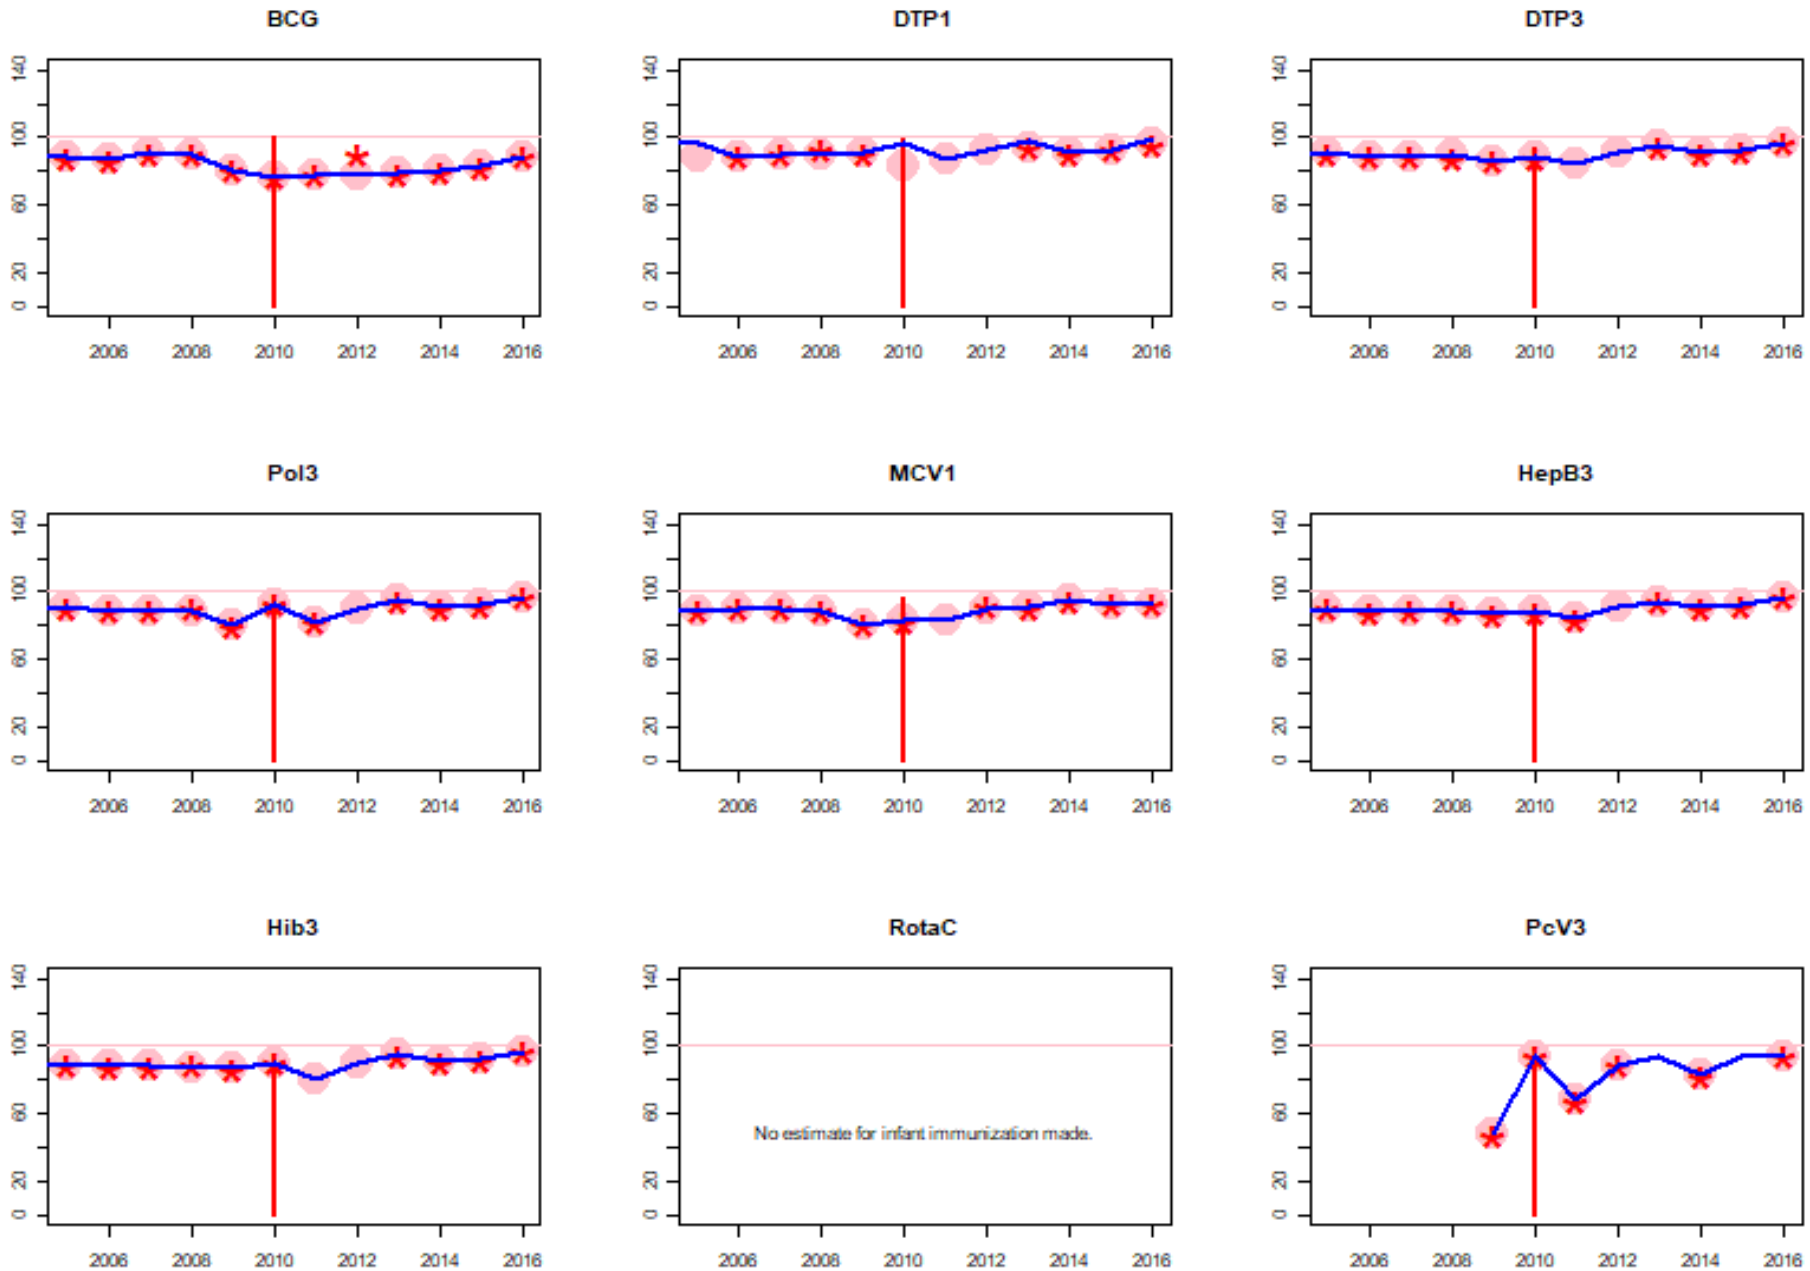 BCG DTP1 DTP3
140 140 140
100 100 100
60 60 60
20 20 20
0 0 0
2006 2008 2010 2012 2014 2016 2006 2008 2010 2012 2014 2016 2006 2008 2010 2012 2014 2016
Pol3 MCV1 HepB3
140 140 140
100 100 100
60 60 60
20 20 20
0 0 0
2006 2008 2010 2012 2014 2016 2006 2008 2010 2012 2014 2016 2006 2008 2010 2012 2014 2016
Hib3 RotaC PcV3
140 140 140
100 100 100
60 60 60
No estimate for infant immunization made.
20 20 20
0 0 0
2006 2008 2010 2012 2014 2016 2006 2008 2010 2012 2014 2016 2006 2008 2010 2012 2014 2016